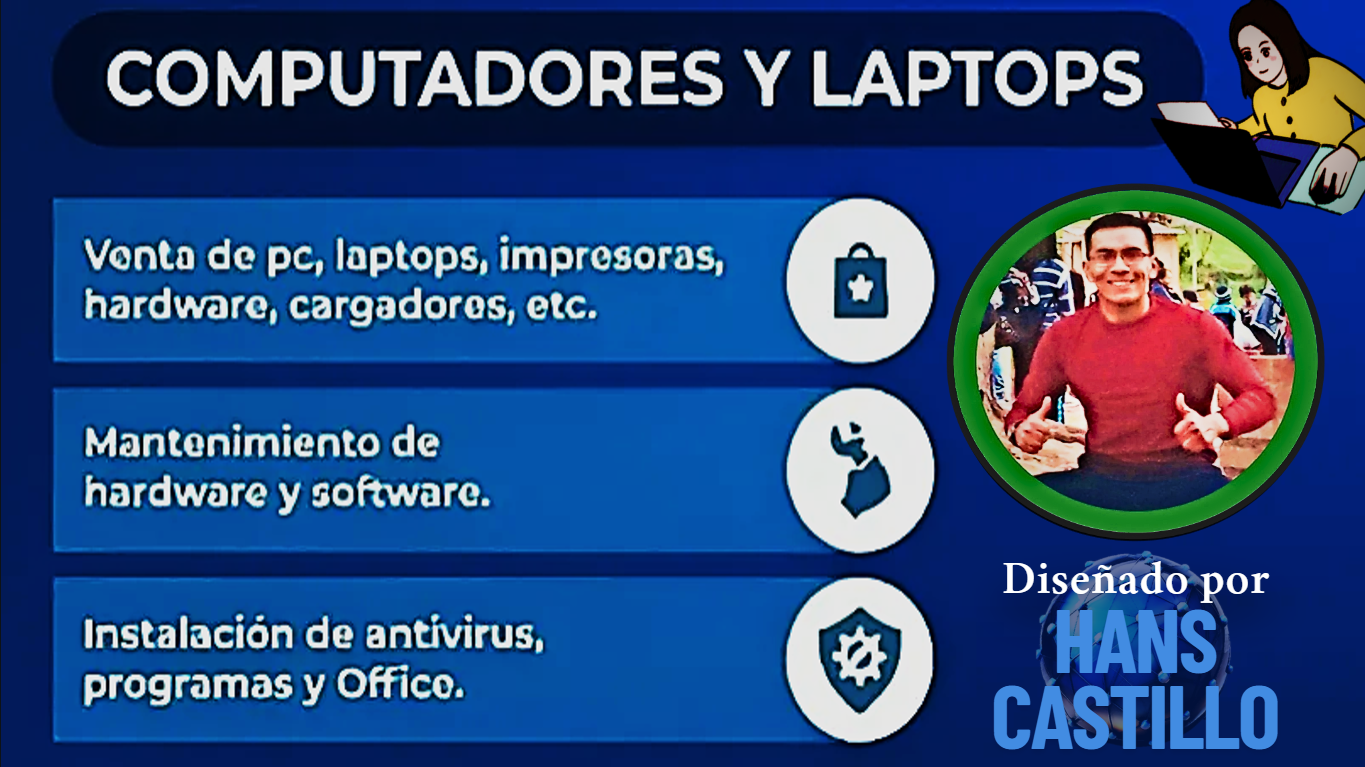 COMPUTADORES Y LAPTOPS
Venta de pc, laptops, impresoras,
hardware, cargadores, etc.
Mantenimiento de
hardware y software.
Instalación de antivirus,
programas y Office.
Diseñado por
HANS
CASTILLO